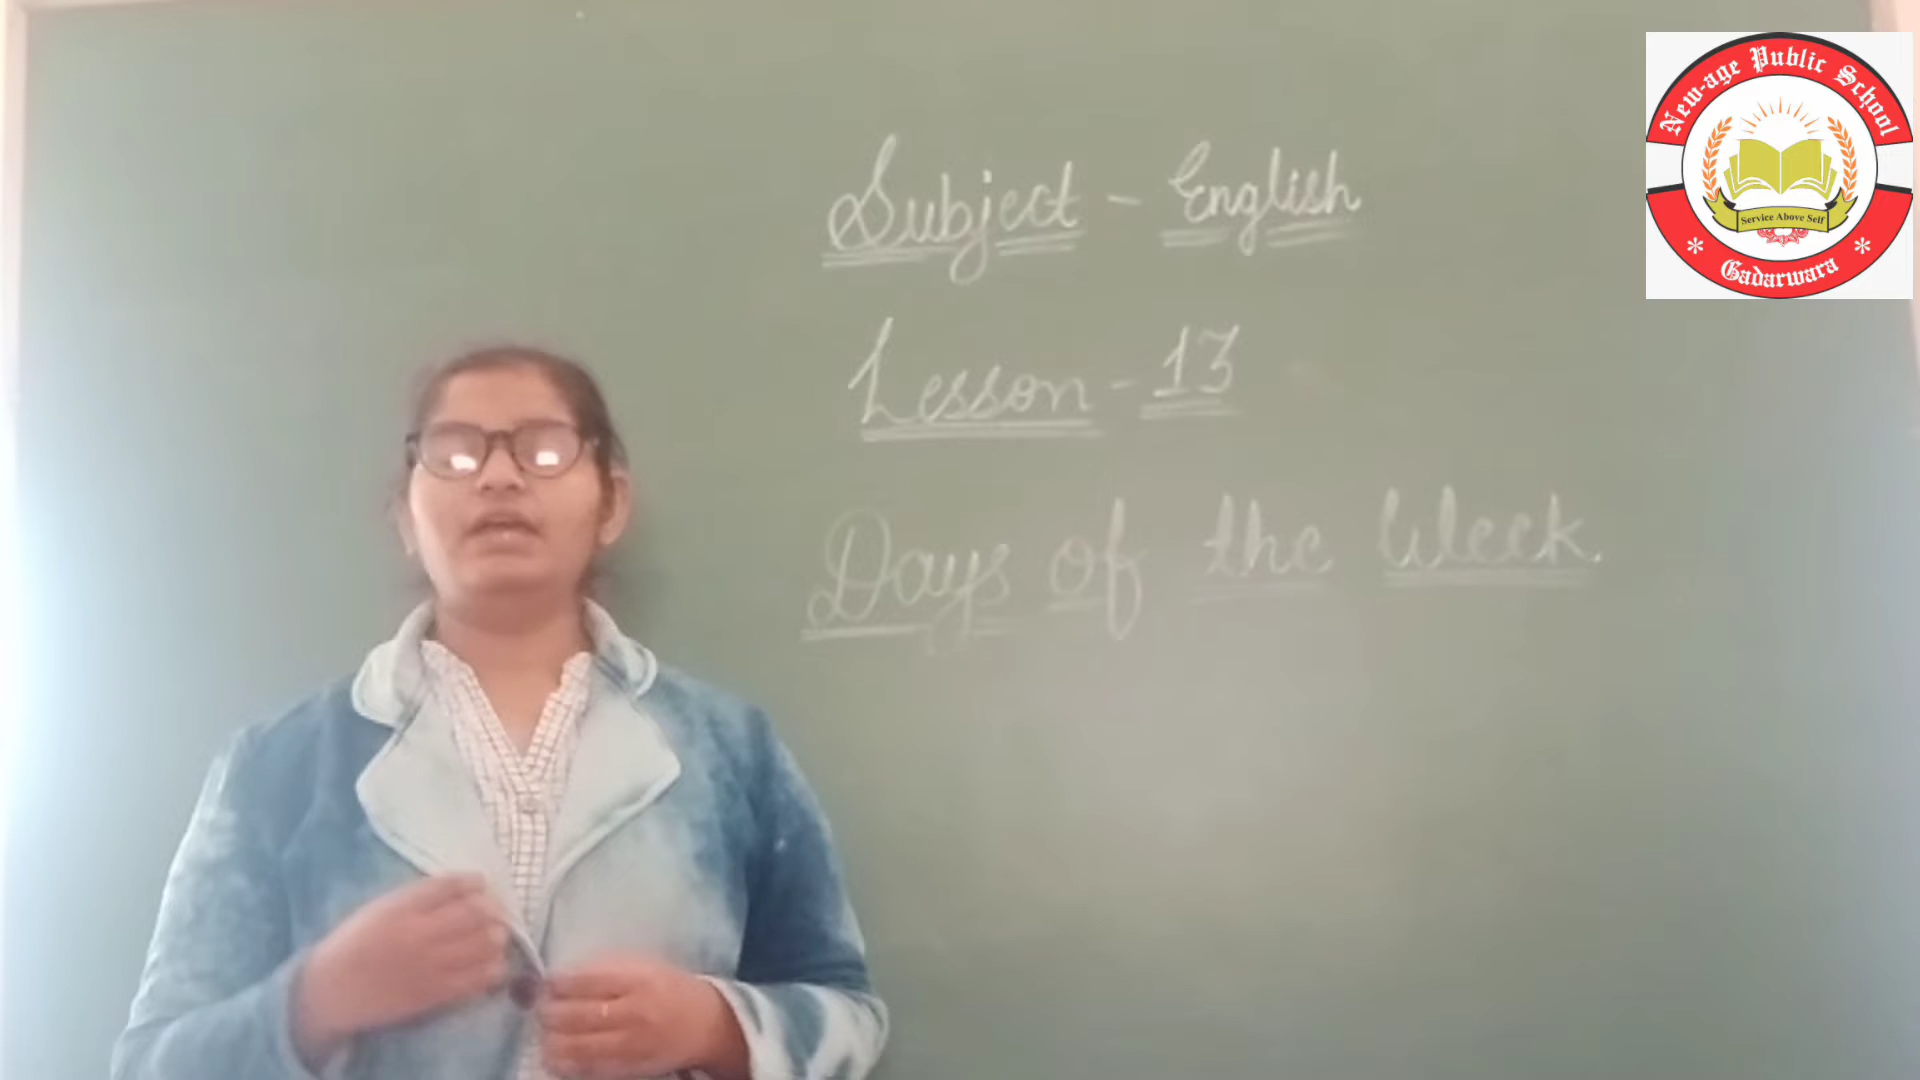 Subject - English
Lesson - 13
Days of the Week.
New-age Public School
Service Above Self
* Gadarwara *